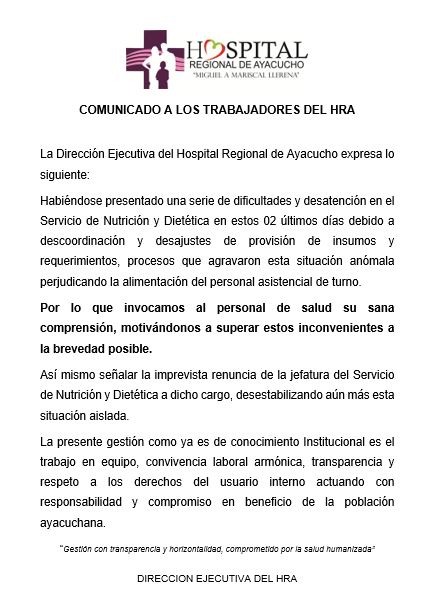 HOSPITAL
REGIONAL DE AYACUCHO
"MIGUEL A MARISCAL LLERENA"
COMUNICADO A LOS TRABAJADORES DEL HRA
La Dirección Ejecutiva del Hospital Regional de Ayacucho expresa lo
siguiente:
Habiéndose presentado una serie de dificultades y desatención en el
Servicio de Nutrición y Dietética en estos 02 últimos días debido a
descoordinación y desajustes de provisión de insumos y
requerimientos, procesos que agravaron esta situación anómala
perjudicando la alimentación del personal asistencial de turno.
Por lo que invocamos al personal de salud su sana
comprensión, motivándonos a superar estos inconvenientes a
la brevedad posible.
Así mismo señalar la imprevista renuncia de la jefatura del Servicio
de Nutrición y Dietética a dicho cargo, desestabilizando aún más esta
situación aislada.
La presente gestión como ya es de conocimiento Institucional es el
trabajo en equipo, convivencia laboral armónica, transparencia y
respeto a los derechos del usuario interno actuando con
responsabilidad y compromiso en beneficio de la población
ayacuchana.
"Gestión con transparencia y horizontalidad, comprometido por la salud humanizada"
DIRECCION EJECUTIVA DEL HRA